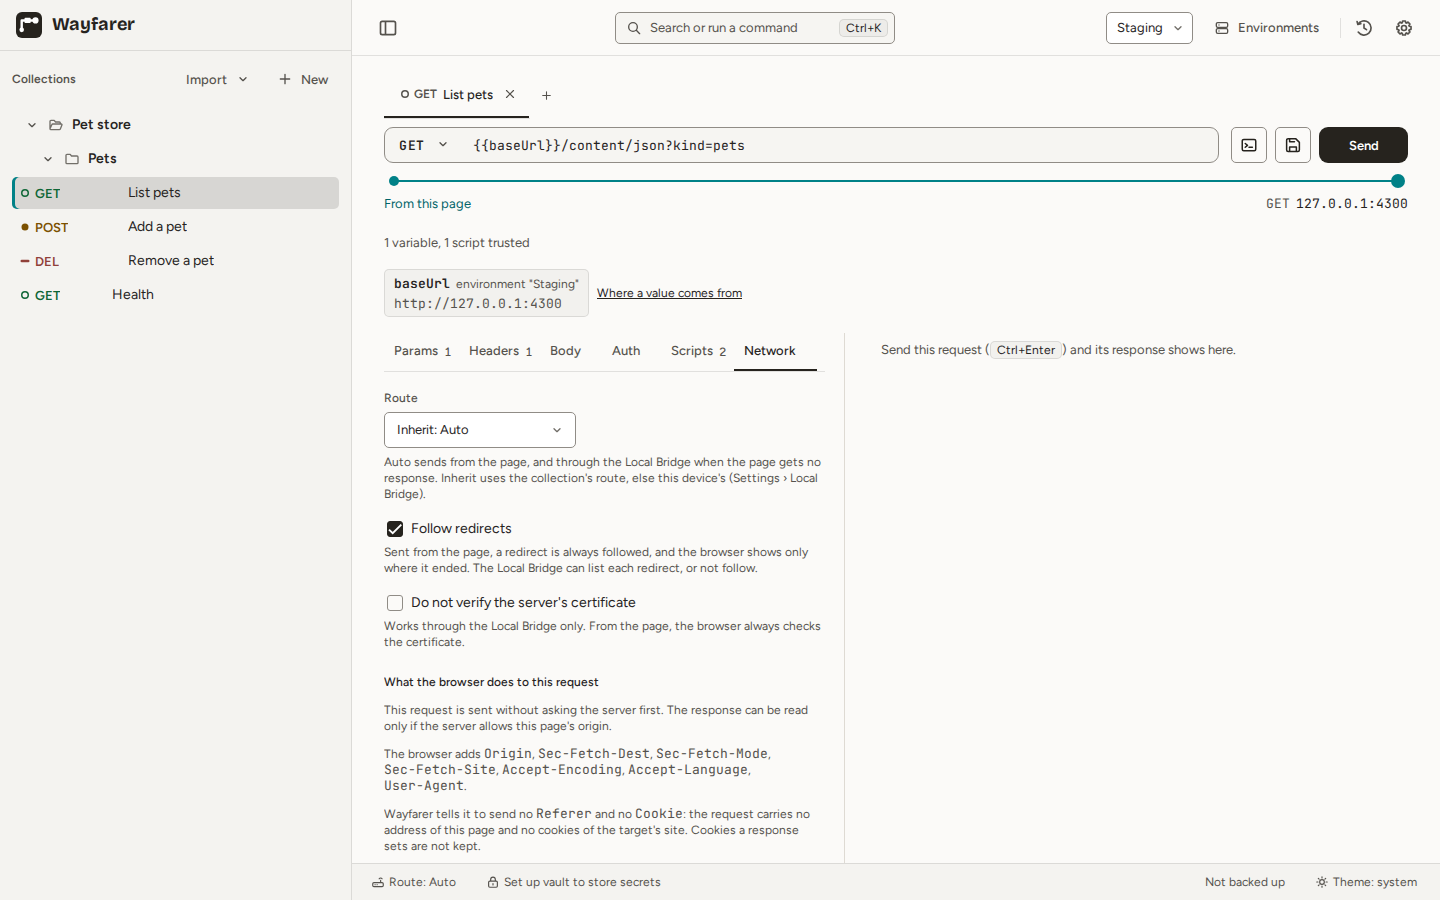 Wayfarer
Search or run a command Ctrl+K
Staging
Environments
Collections
Import
New
Pet store
Pets
GET List pets
POST Add a pet
DEL Remove a pet
GET Health
GET List pets
GET {{baseUrl}}/content/json?kind=pets
Send
From this page
GET 127.0.0.1:4300
1 variable, 1 script trusted
baseUrl environment "Staging"
http://127.0.0.1:4300
Where a value comes from
Params 1 Headers 1 Body Auth Scripts 2 Network
Route
Inherit: Auto
Auto sends from the page, and through the Local Bridge when the page gets no
response. Inherit uses the collection's route, else this device's (Settings › Local
Bridge).
Follow redirects
Sent from the page, a redirect is always followed, and the browser shows only
where it ended. The Local Bridge can list each redirect, or not follow.
Do not verify the server's certificate
Works through the Local Bridge only. From the page, the browser always checks
the certificate.
What the browser does to this request
This request is sent without asking the server first. The response can be read
only if the server allows this page's origin.
The browser adds Origin, Sec-Fetch-Dest, Sec-Fetch-Mode,
Sec-Fetch-Site, Accept-Encoding, Accept-Language,
User-Agent.
Wayfarer tells it to send no Referer and no Cookie: the request carries no
address of this page and no cookies of the target's site. Cookies a response
sets are not kept.
Send this request (Ctrl+Enter) and its response shows here.
Route: Auto
Set up vault to store secrets
Not backed up
Theme: system